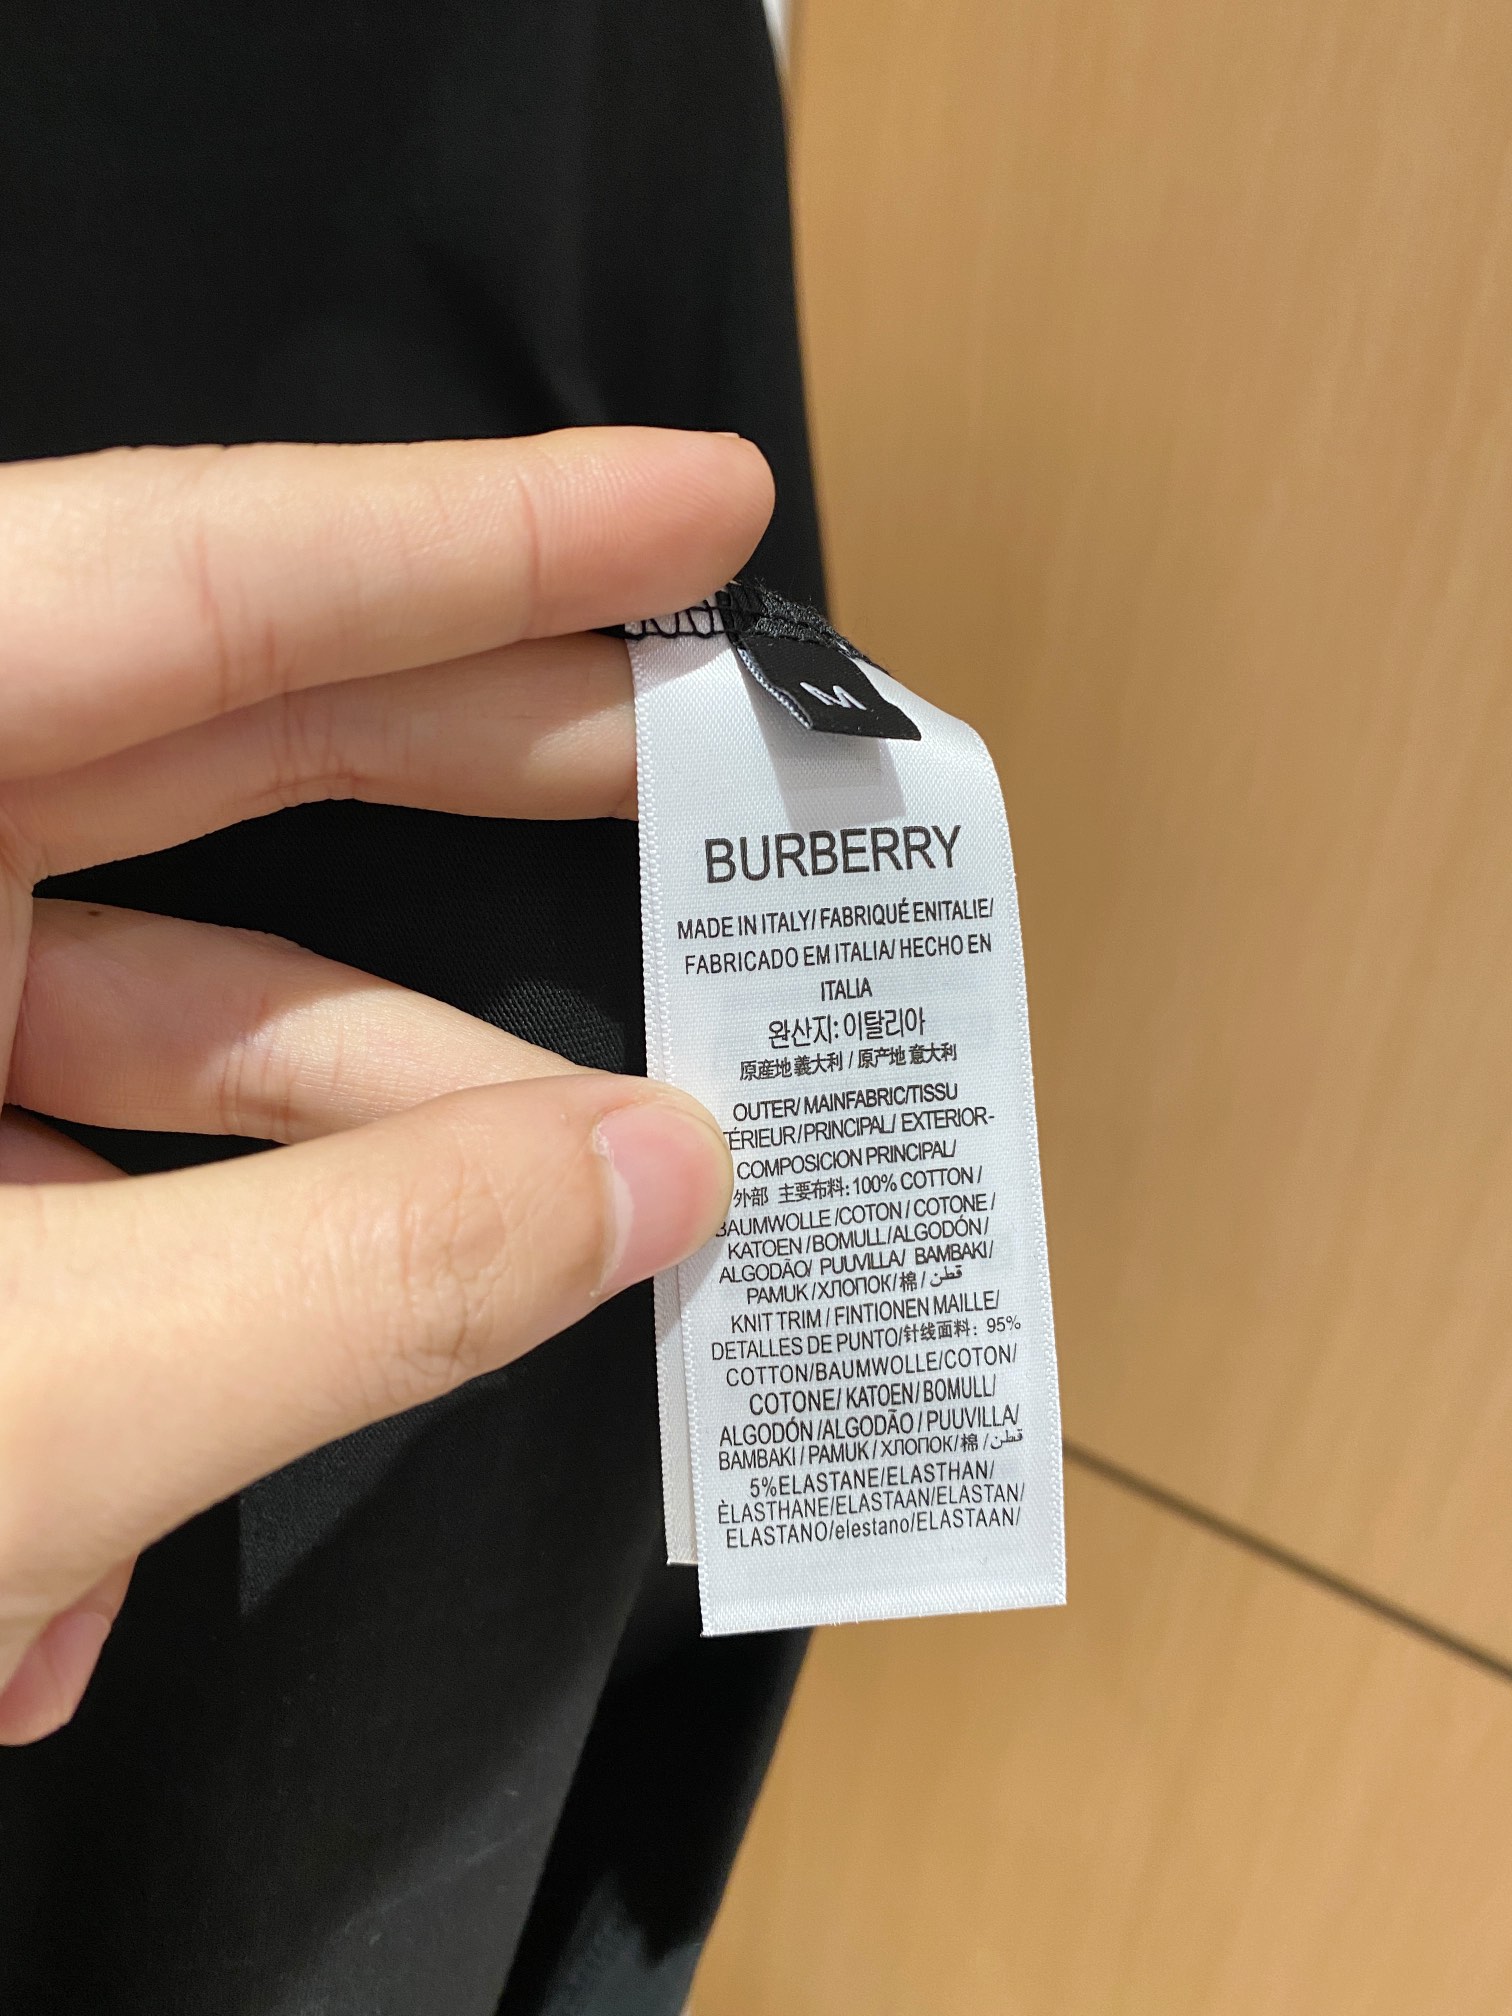 M
BURBERRY
MADE IN ITALY/ FABRIQUÉ ENITALIE/
FABRICADO EM ITALIA/ HECHO EN
ITALIA
완산지: 이탈리아
原産地 義大利 / 原产地 意大利
OUTER/ MAINFABRIC/TISSU
TÉRIEUR/PRINCIPAL/ EXTERIOR-
COMPOSICION PRINCIPAL/
外部 主要布料: 100% COTTON /
BAUMWOLLE /COTON / COTONE /
KATOEN /BOMULL/ALGODÓN /
ALGODÃO/ PUUVILLA/ BAMBAKI/
PAMUK /ХЛОПОК/ 棉 / قطن
KNIT TRIM / FINTIONEN MAILLE/
DETALLES DE PUNTO/针线面料: 95%
COTTON/BAUMWOLLE/COTON/
COTONE/ KATOEN/ BOMULL/
ALGODÓN /ALGODÃO / PUUVILLA/
BAMBAKI / PAMUK / ХЛОПОК/ 棉 / قطن
5%ELASTANE/ELASTHAN/
ÈLASTHANE/ELASTAAN/ELASTAN/
ELASTANO/elestano/ELASTAAN/